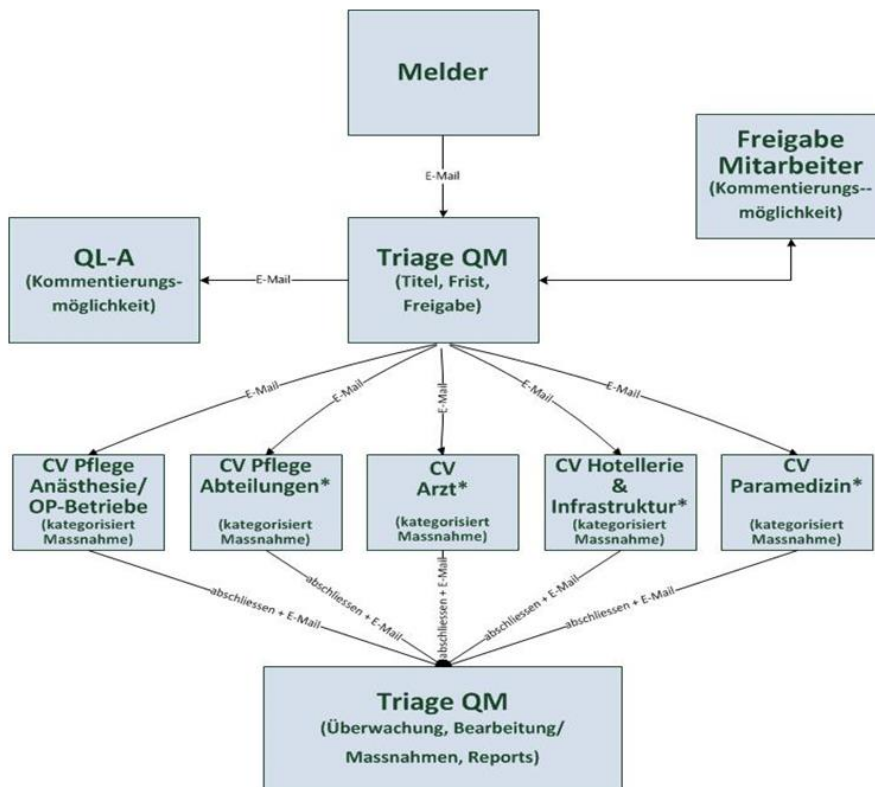 Melder
E-Mail
Freigabe
Mitarbeiter
(Kommentierungs--
möglichkeit)
QL-A
(Kommentierungs-
möglichkeit)
E-Mail
Triage QM
(Titel, Frist,
Freigabe)
E-Mail
E-Mail
E-Mail
E-Mail
E-Mail
CV Pflege
Anästhesie/
OP-Betriebe
(kategorisiert
Massnahme)
CV Pflege
Abteilungen*
(kategorisiert
Massnahme)
CV
Arzt*
(kategorisiert
Massnahme)
CV Hotellerie
&
Infrastruktur*
(kategorisiert
Massnahme)
CV
Paramedizin*
(kategorisiert
Massnahme)
abschliessen + E-Mail
abschliessen + E-Mail
abschliessen + E-Mail
abschliessen + E-Mail
abschliessen + E-Mail
Triage QM
(Überwachung, Bearbeitung/
Massnahmen, Reports)